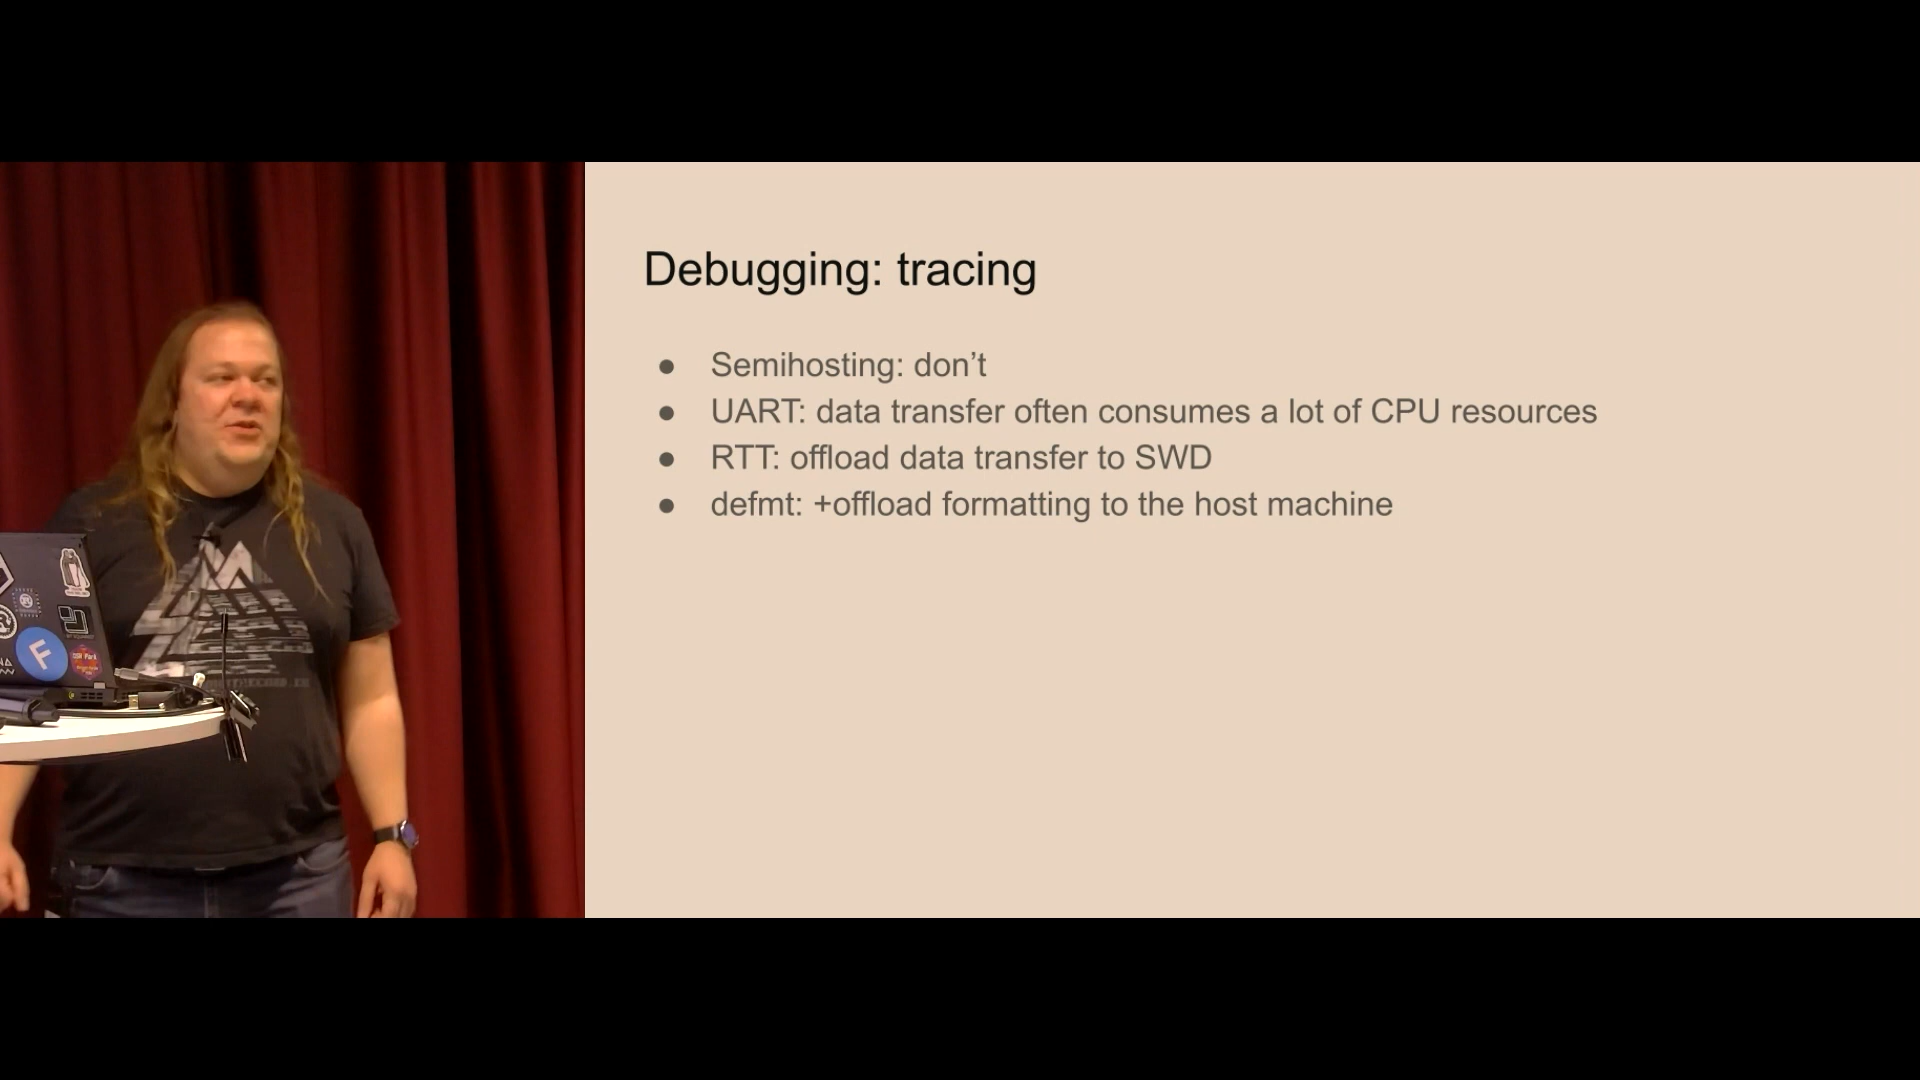 Debugging: tracing
● Semihosting: don’t
● UART: data transfer often consumes a lot of CPU resources
● RTT: offload data transfer to SWD
● defmt: +offload formatting to the host machine
F